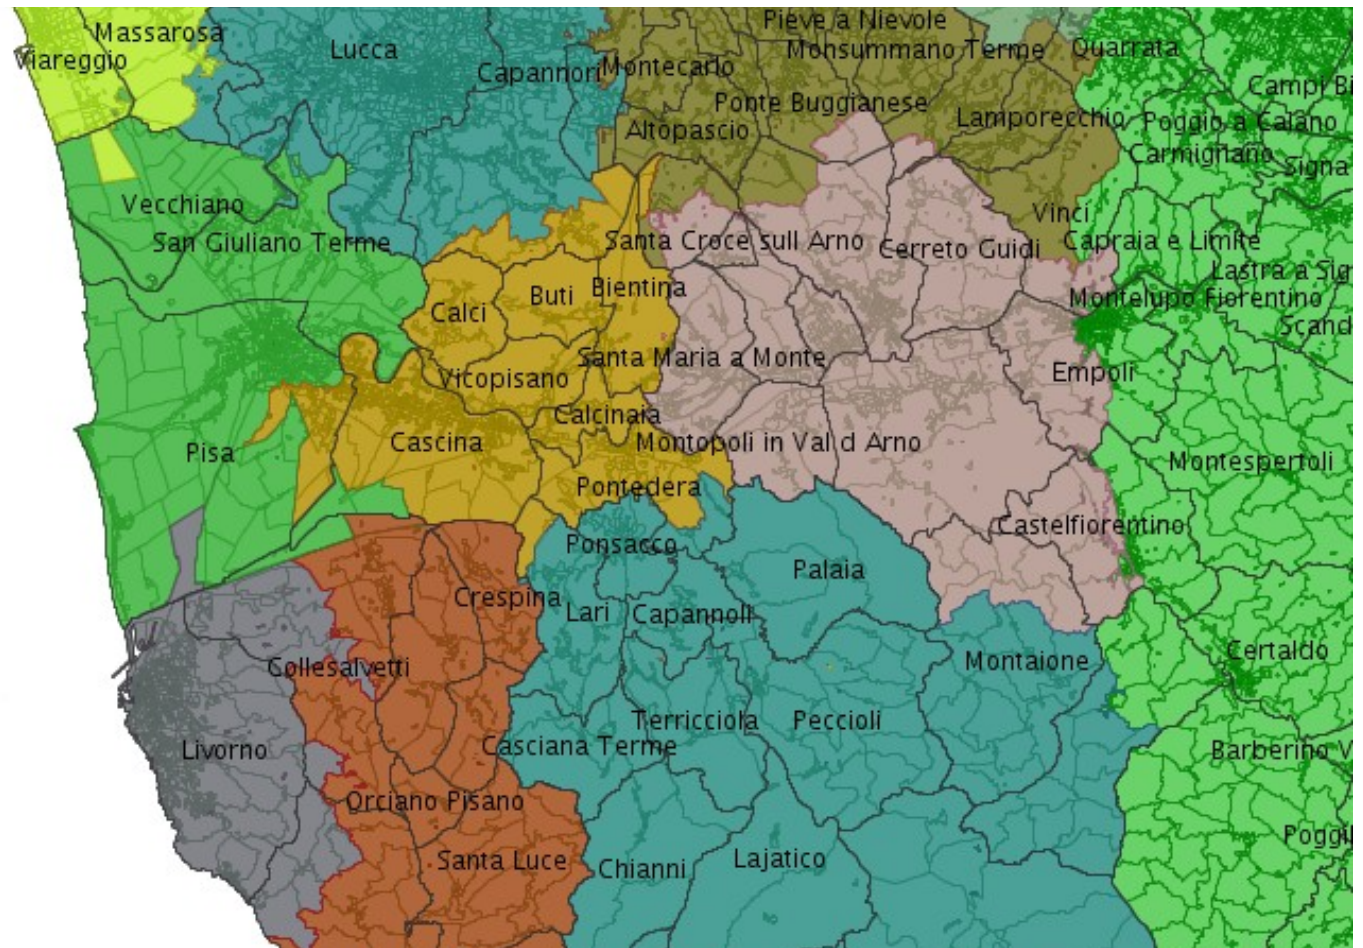 Pieve a Nievole
Massarosa
Lucca
Monsummano Terme
Quarrata
Viareggio
Capannori
Montecarlo
Campi Bi
Ponte Buggianese
Lamporecchio
Poggio a Caiano
Altopascio
Carmignano
Signa
Vecchiano
Vinci
San Giuliano Terme
Santa Croce sull Arno
Cerreto Guidi
Capraia e Limite
Lastra a Sig
Buti
Bientina
Montelupo Fiorentino
Calci
Scand
Santa Maria a Monte
Empoli
Vicopisano
Calcinaia
Cascina
Montopoli in Val d Arno
Pisa
Montespertoli
Pontedera
Castelfiorentino
Ponsacco
Palaia
Crespina
Lari
Capannoli
Certaldo
Collesalvetti
Montaione
Terricciola
Peccioli
Livorno
Casciana Terme
Barberino V
Orciano Pisano
Poggi
Santa Luce
Lajatico
Chianni